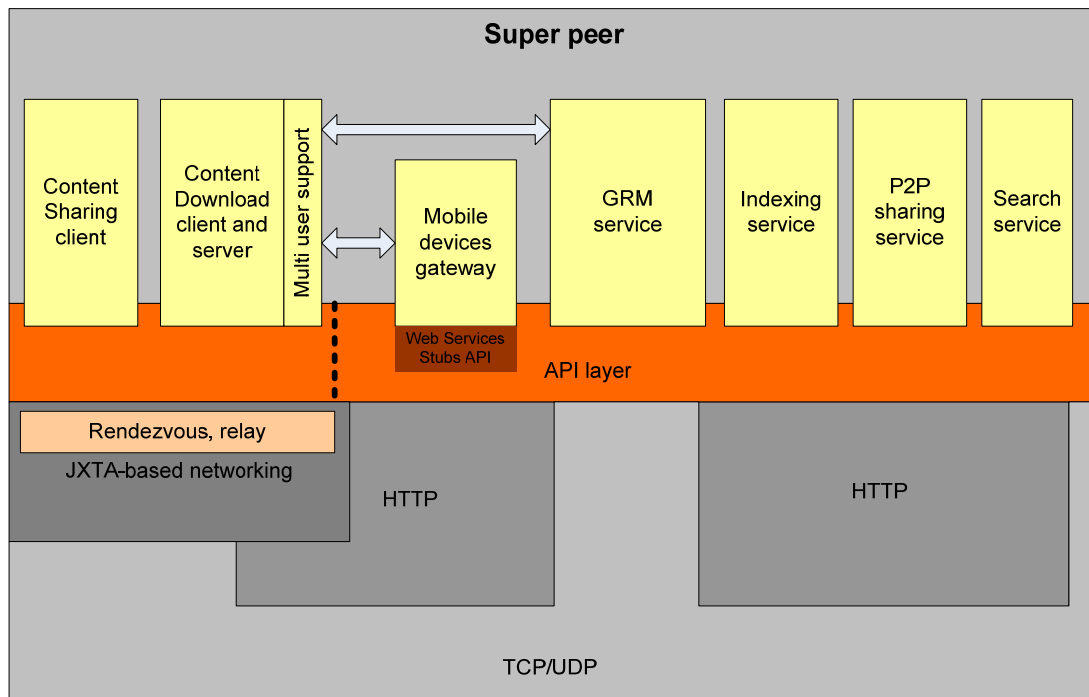 Super peer
Content
Sharing
client
Content
Download
client and
server
Multi user support
Mobile
devices
gateway
GRM
service
Indexing
service
P2P
sharing
service
Search
service
Web Services
Stubs API
API layer
Rendezvous, relay
JXTA-based networking
HTTP
HTTP
TCP/UDP